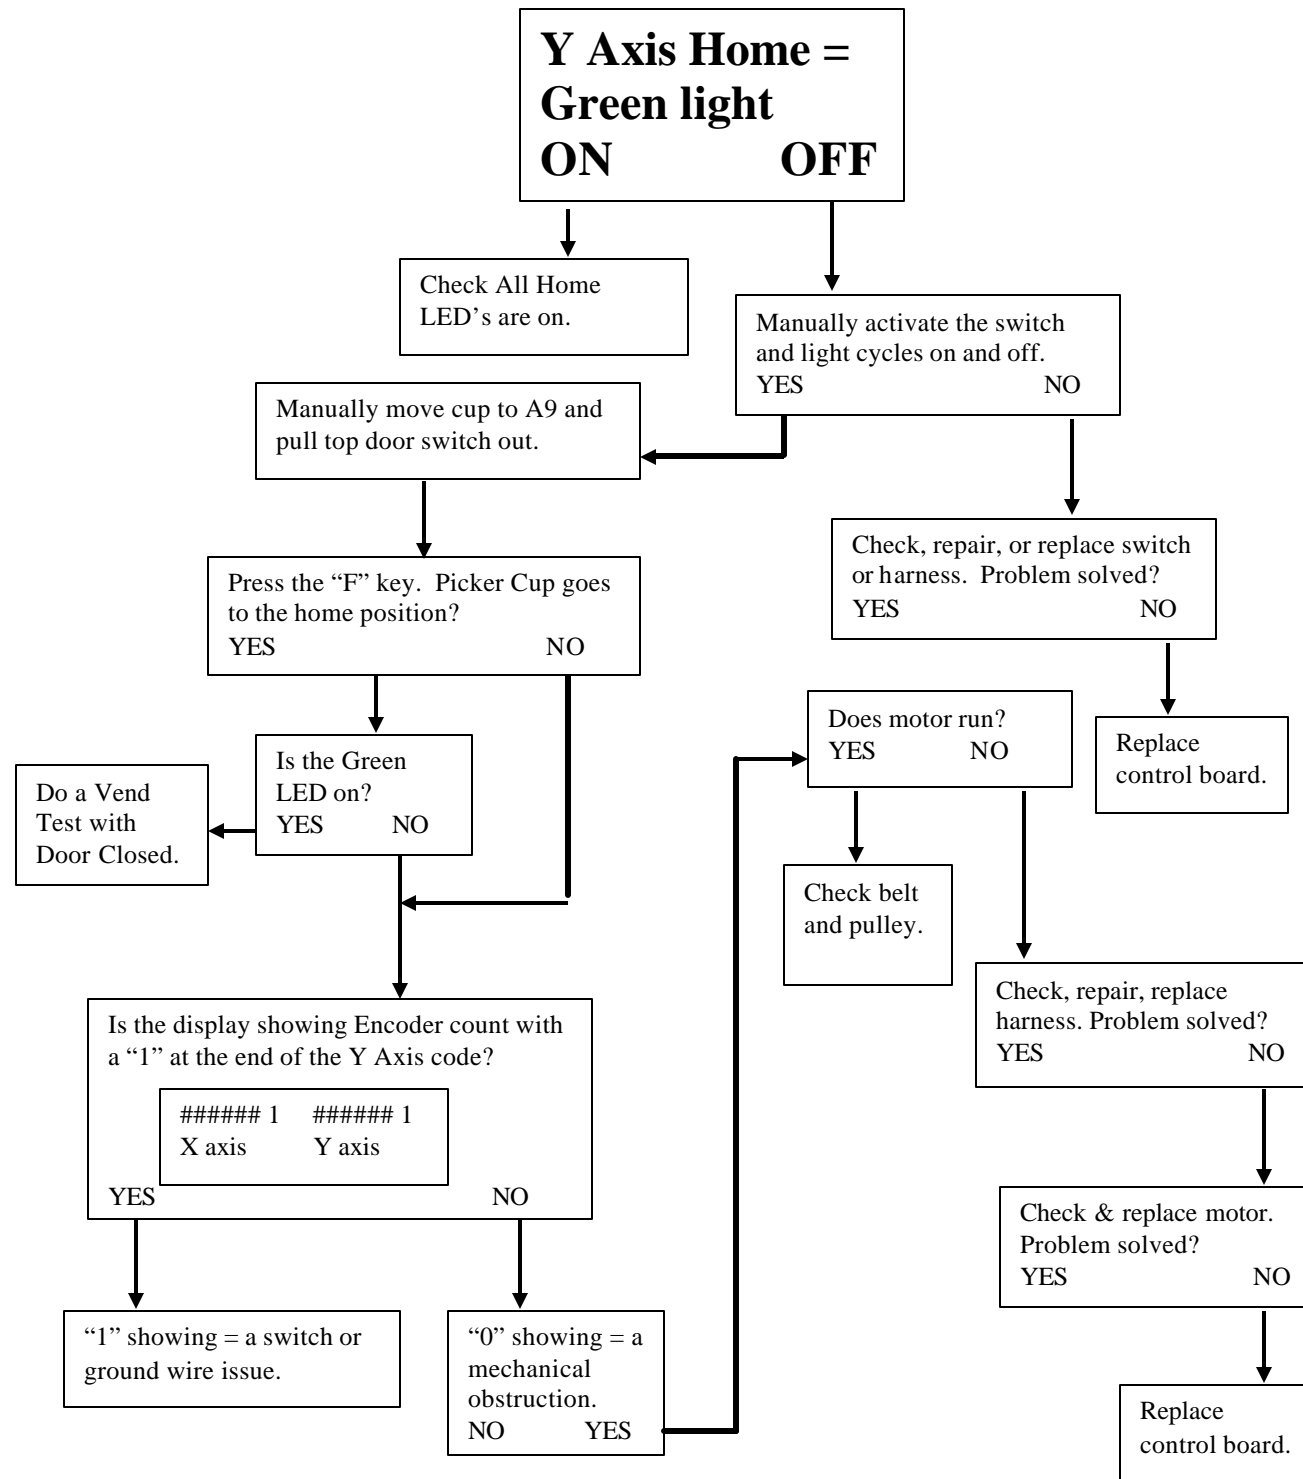 Y Axis Home =
Green light
ON OFF
Check All Home
LED’s are on.
Manually activate the switch
and light cycles on and off.
YES NO
Manually move cup to A9 and
pull top door switch out.
Check, repair, or replace switch
or harness. Problem solved?
YES NO
Press the “F” key. Picker Cup goes
to the home position?
YES NO
Does motor run?
YES NO
Replace
control board.
Is the Green
LED on?
YES NO
Do a Vend
Test with
Door Closed.
Check belt
and pulley.
Check, repair, replace
harness. Problem solved?
YES NO
Is the display showing Encoder count with
a “1” at the end of the Y Axis code?
###### 1 ###### 1
X axis Y axis
YES NO
Check & replace motor.
Problem solved?
YES NO
“1” showing = a switch or
ground wire issue.
“0” showing = a
mechanical
obstruction.
NO YES
Replace
control board.